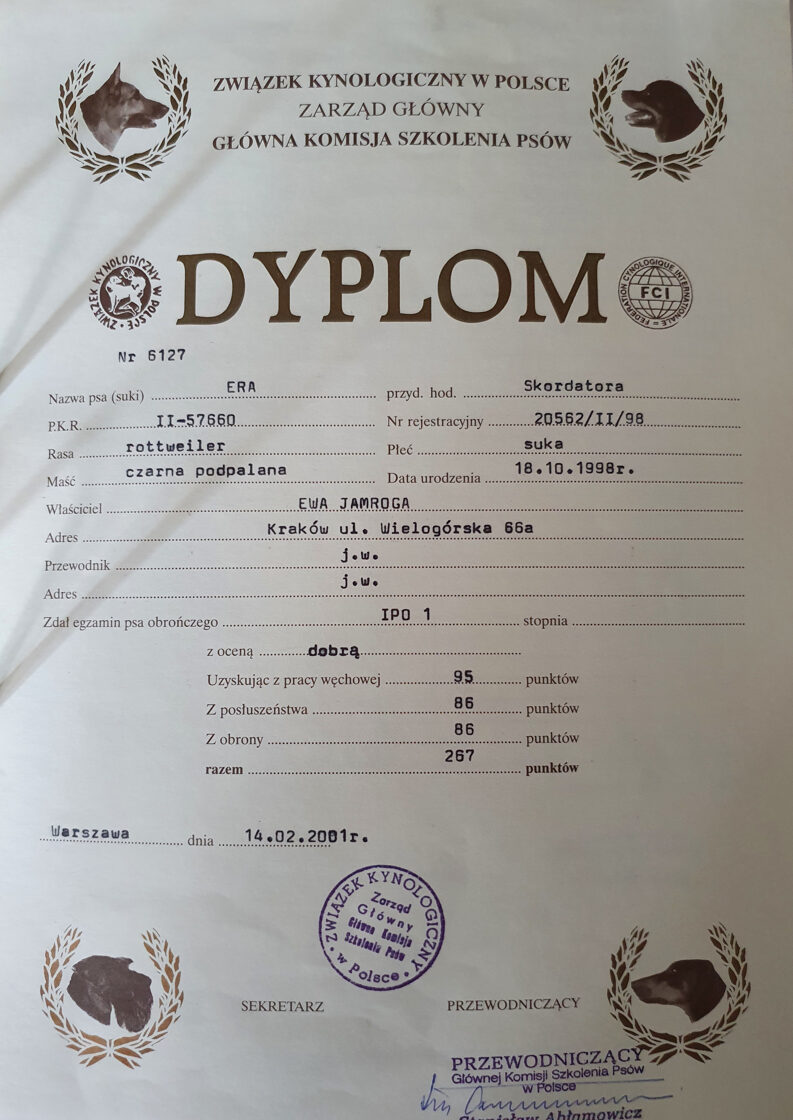 ZWIĄZEK KYNOLOGICZNY W POLSCE
ZARZĄD GŁÓWNY
GŁÓWNA KOMISJA SZKOLENIA PSÓW
ZWIĄZEK KYNOLOGICZNY W POLSCE
DYPLOM
FEDERATION CYNOLOGIQUE INTERNATIONALE
FCI
Nr 6127
Nazwa psa (suki) ERA przyd. hod. Skordatora
P.K.R. II-57660 Nr rejestracyjny 20562/II/98
Rasa rottweiler Płeć suka
Maść czarna podpalana Data urodzenia 18.10.1998r.
Właściciel EWA JAMROGA
Adres Kraków ul. Wielogórska 66a
Przewodnik j.w.
Adres j.w.
Zdał egzamin psa obrończego IPO 1 stopnia
z oceną dobrą
Uzyskując z pracy węchowej 95 punktów
Z posłuszeństwa 86 punktów
Z obrony 86 punktów
razem 267 punktów
Warszawa dnia 14.02.2001r.
ZWIĄZEK KYNOLOGICZNY
Zarząd
Główny
Główna Komisja
Szkolenia Psów
w Polsce
SEKRETARZ PRZEWODNICZĄCY
PRZEWODNICZĄCY
Głównej Komisji Szkolenia Psów
w Polsce
Stanisław Abłamowicz